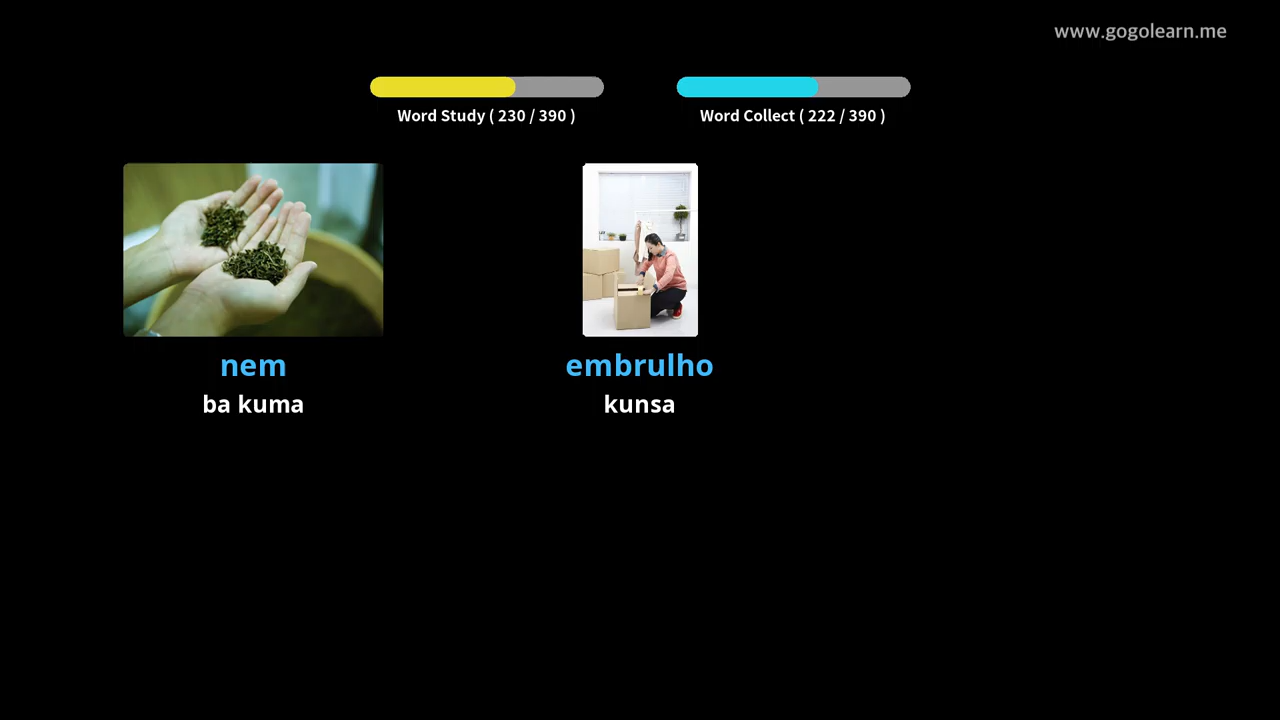 www.gogolearn.me
Word Study ( 230 / 390 )
Word Collect ( 222 / 390 )
nem
ba kuma
embrulho
kunsa